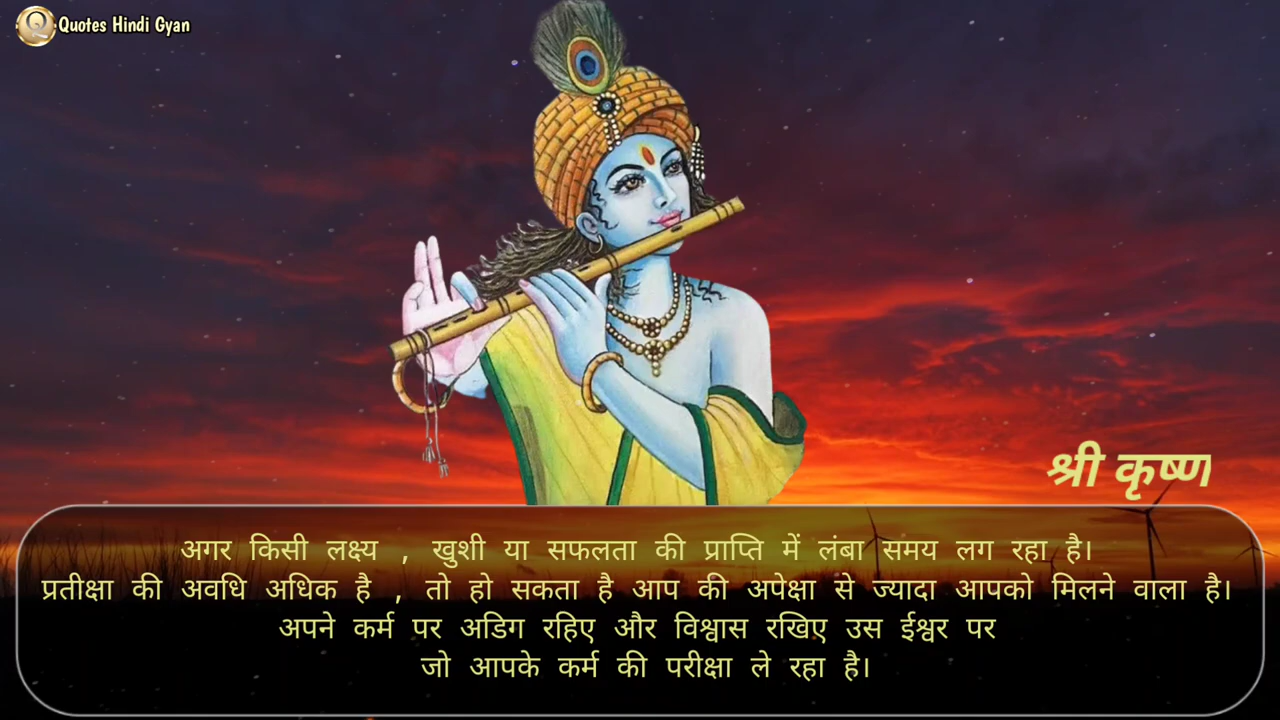 Quotes Hindi Gyan
श्री कृष्ण
अगर किसी लक्ष्य , खुशी या सफलता की प्राप्ति में लंबा समय लग रहा है।
प्रतीक्षा की अवधि अधिक है , तो हो सकता है आप की अपेक्षा से ज्यादा आपको मिलने वाला है।
अपने कर्म पर अडिग रहिए और विश्वास रखिए उस ईश्वर पर
जो आपके कर्म की परीक्षा ले रहा है।